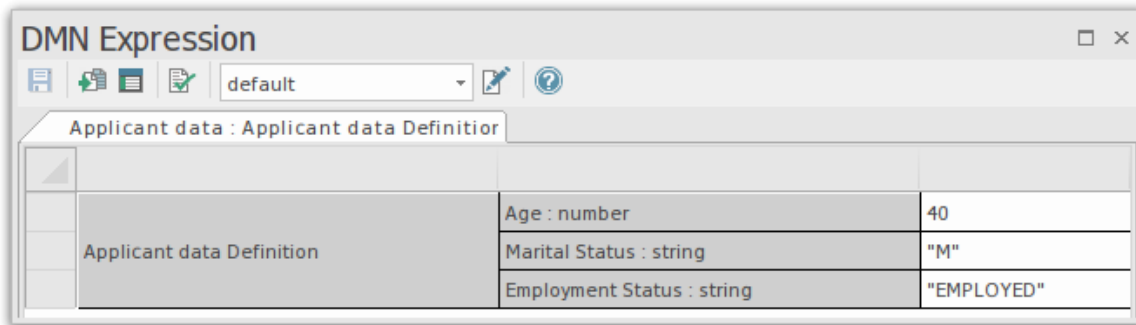 DMN Expression
default
Applicant data : Applicant data Definition
Age : number
40
Applicant data Definition
Marital Status : string
"M"
Employment Status : string
"EMPLOYED"